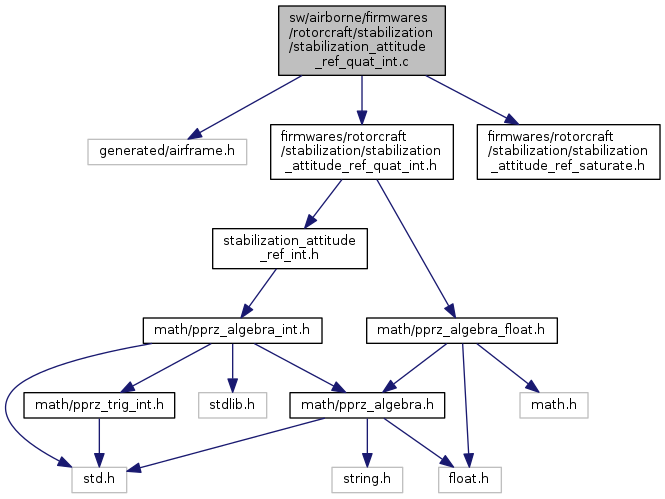 sw/airborne/firmwares
/rotorcraft/stabilization
/stabilization_attitude
_ref_quat_int.c
generated/airframe.h
firmwares/rotorcraft
/stabilization/stabilization
_attitude_ref_quat_int.h
firmwares/rotorcraft
/stabilization/stabilization
_attitude_ref_saturate.h
stabilization_attitude
_ref_int.h
math/pprz_algebra_int.h
math/pprz_algebra_float.h
math/pprz_trig_int.h
stdlib.h
math/pprz_algebra.h
math.h
std.h
string.h
float.h